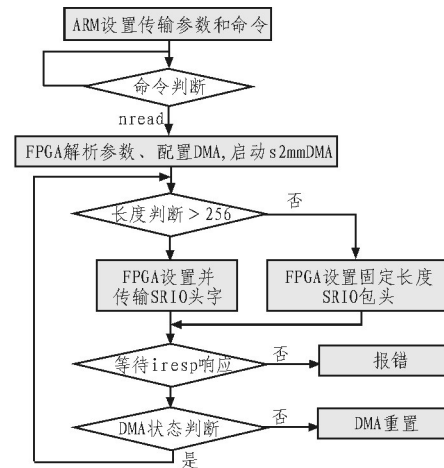 ARM设置传输参数和命令
命令判断
nread
FPGA解析参数、配置DMA,启动s2mmDMA
长度判断>256
否
FPGA设置并
传输SRIO头字
FPGA设置固定长度
SRIO包头
等待iresp响应
否
报错
DMA状态判断
否
DMA重置
是